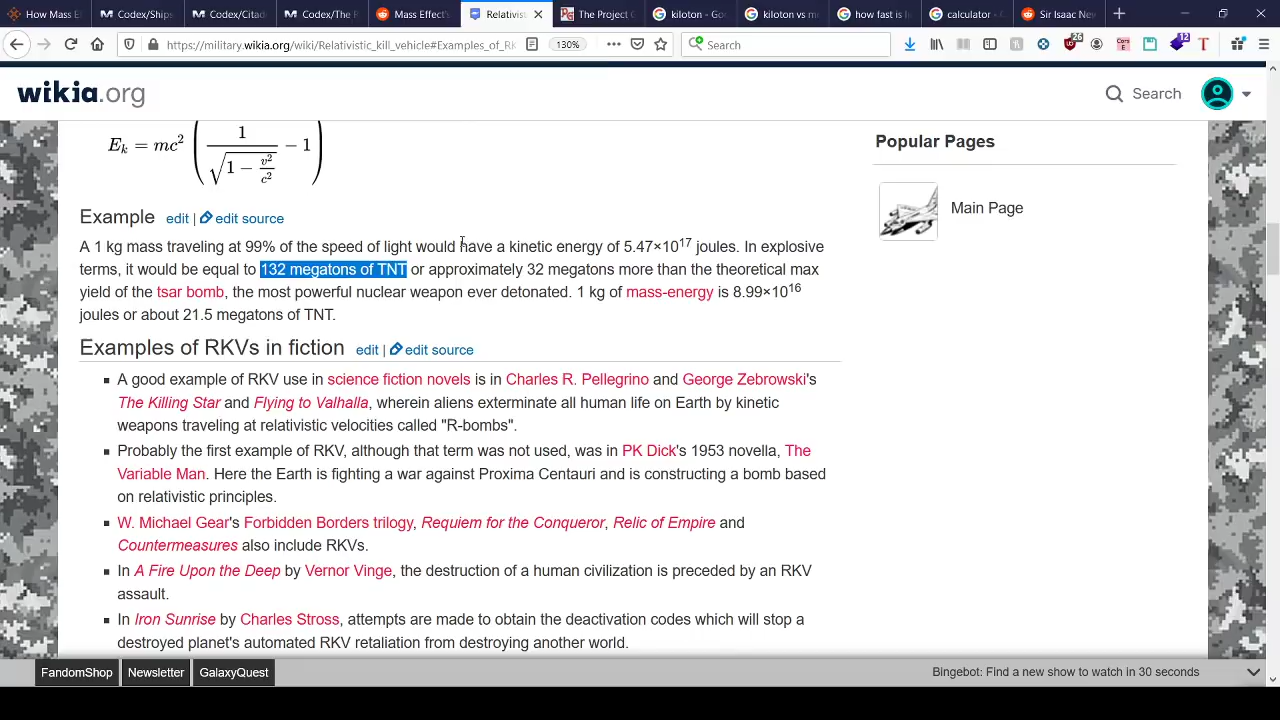 How Mass E
Codex/Ships
Codex/Citad
Codex/The R
Mass Effect's
Relativist
The Project
kiloton - Goo
kiloton vs m
how fast is l
calculator -
Sir Isaac New
https://military.wikia.org/wiki/Relativistic_kill_vehicle#Examples_of_RK
130%
Search
26
12
wikia.org
Search
E_k = mc² ( 1 / √(1 − v²/c²) − 1 )
Popular Pages
Main Page
Example edit | edit source
A 1 kg mass traveling at 99% of the speed of light would have a kinetic energy of 5.47×10¹⁷ joules. In explosive
terms, it would be equal to 132 megatons of TNT or approximately 32 megatons more than the theoretical max
yield of the tsar bomb, the most powerful nuclear weapon ever detonated. 1 kg of mass-energy is 8.99×10¹⁶
joules or about 21.5 megatons of TNT.
Examples of RKVs in fiction edit | edit source
A good example of RKV use in science fiction novels is in Charles R. Pellegrino and George Zebrowski's
The Killing Star and Flying to Valhalla, wherein aliens exterminate all human life on Earth by kinetic
weapons traveling at relativistic velocities called "R-bombs".
Probably the first example of RKV, although that term was not used, was in PK Dick's 1953 novella, The
Variable Man. Here the Earth is fighting a war against Proxima Centauri and is constructing a bomb based
on relativistic principles.
W. Michael Gear's Forbidden Borders trilogy, Requiem for the Conqueror, Relic of Empire and
Countermeasures also include RKVs.
In A Fire Upon the Deep by Vernor Vinge, the destruction of a human civilization is preceded by an RKV
assault.
In Iron Sunrise by Charles Stross, attempts are made to obtain the deactivation codes which will stop a
destroyed planet's automated RKV retaliation from destroying another world.
FandomShop
Newsletter
GalaxyQuest
Bingebot: Find a new show to watch in 30 seconds